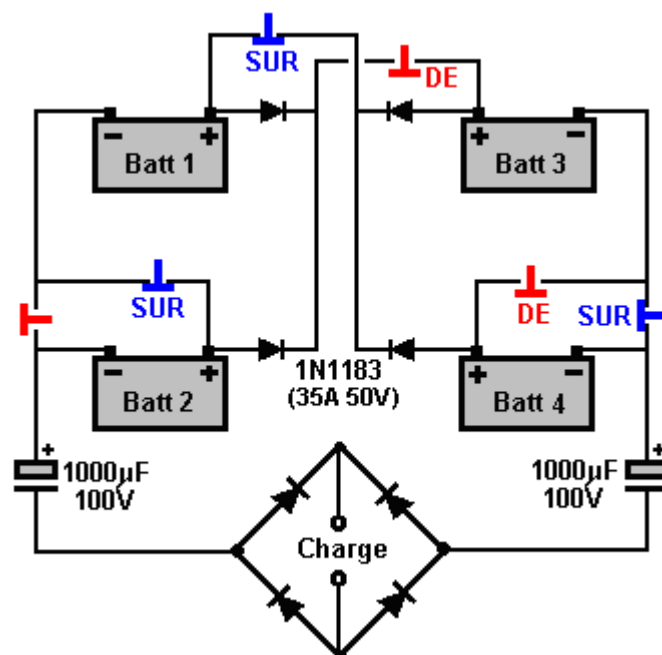 SUR
DE
- +
Batt 1
+ -
Batt 3
SUR
DE
SUR
- +
Batt 2
1N1183
(35A 50V)
+ -
Batt 4
+
1000µF
100V
+
1000µF
100V
Charge